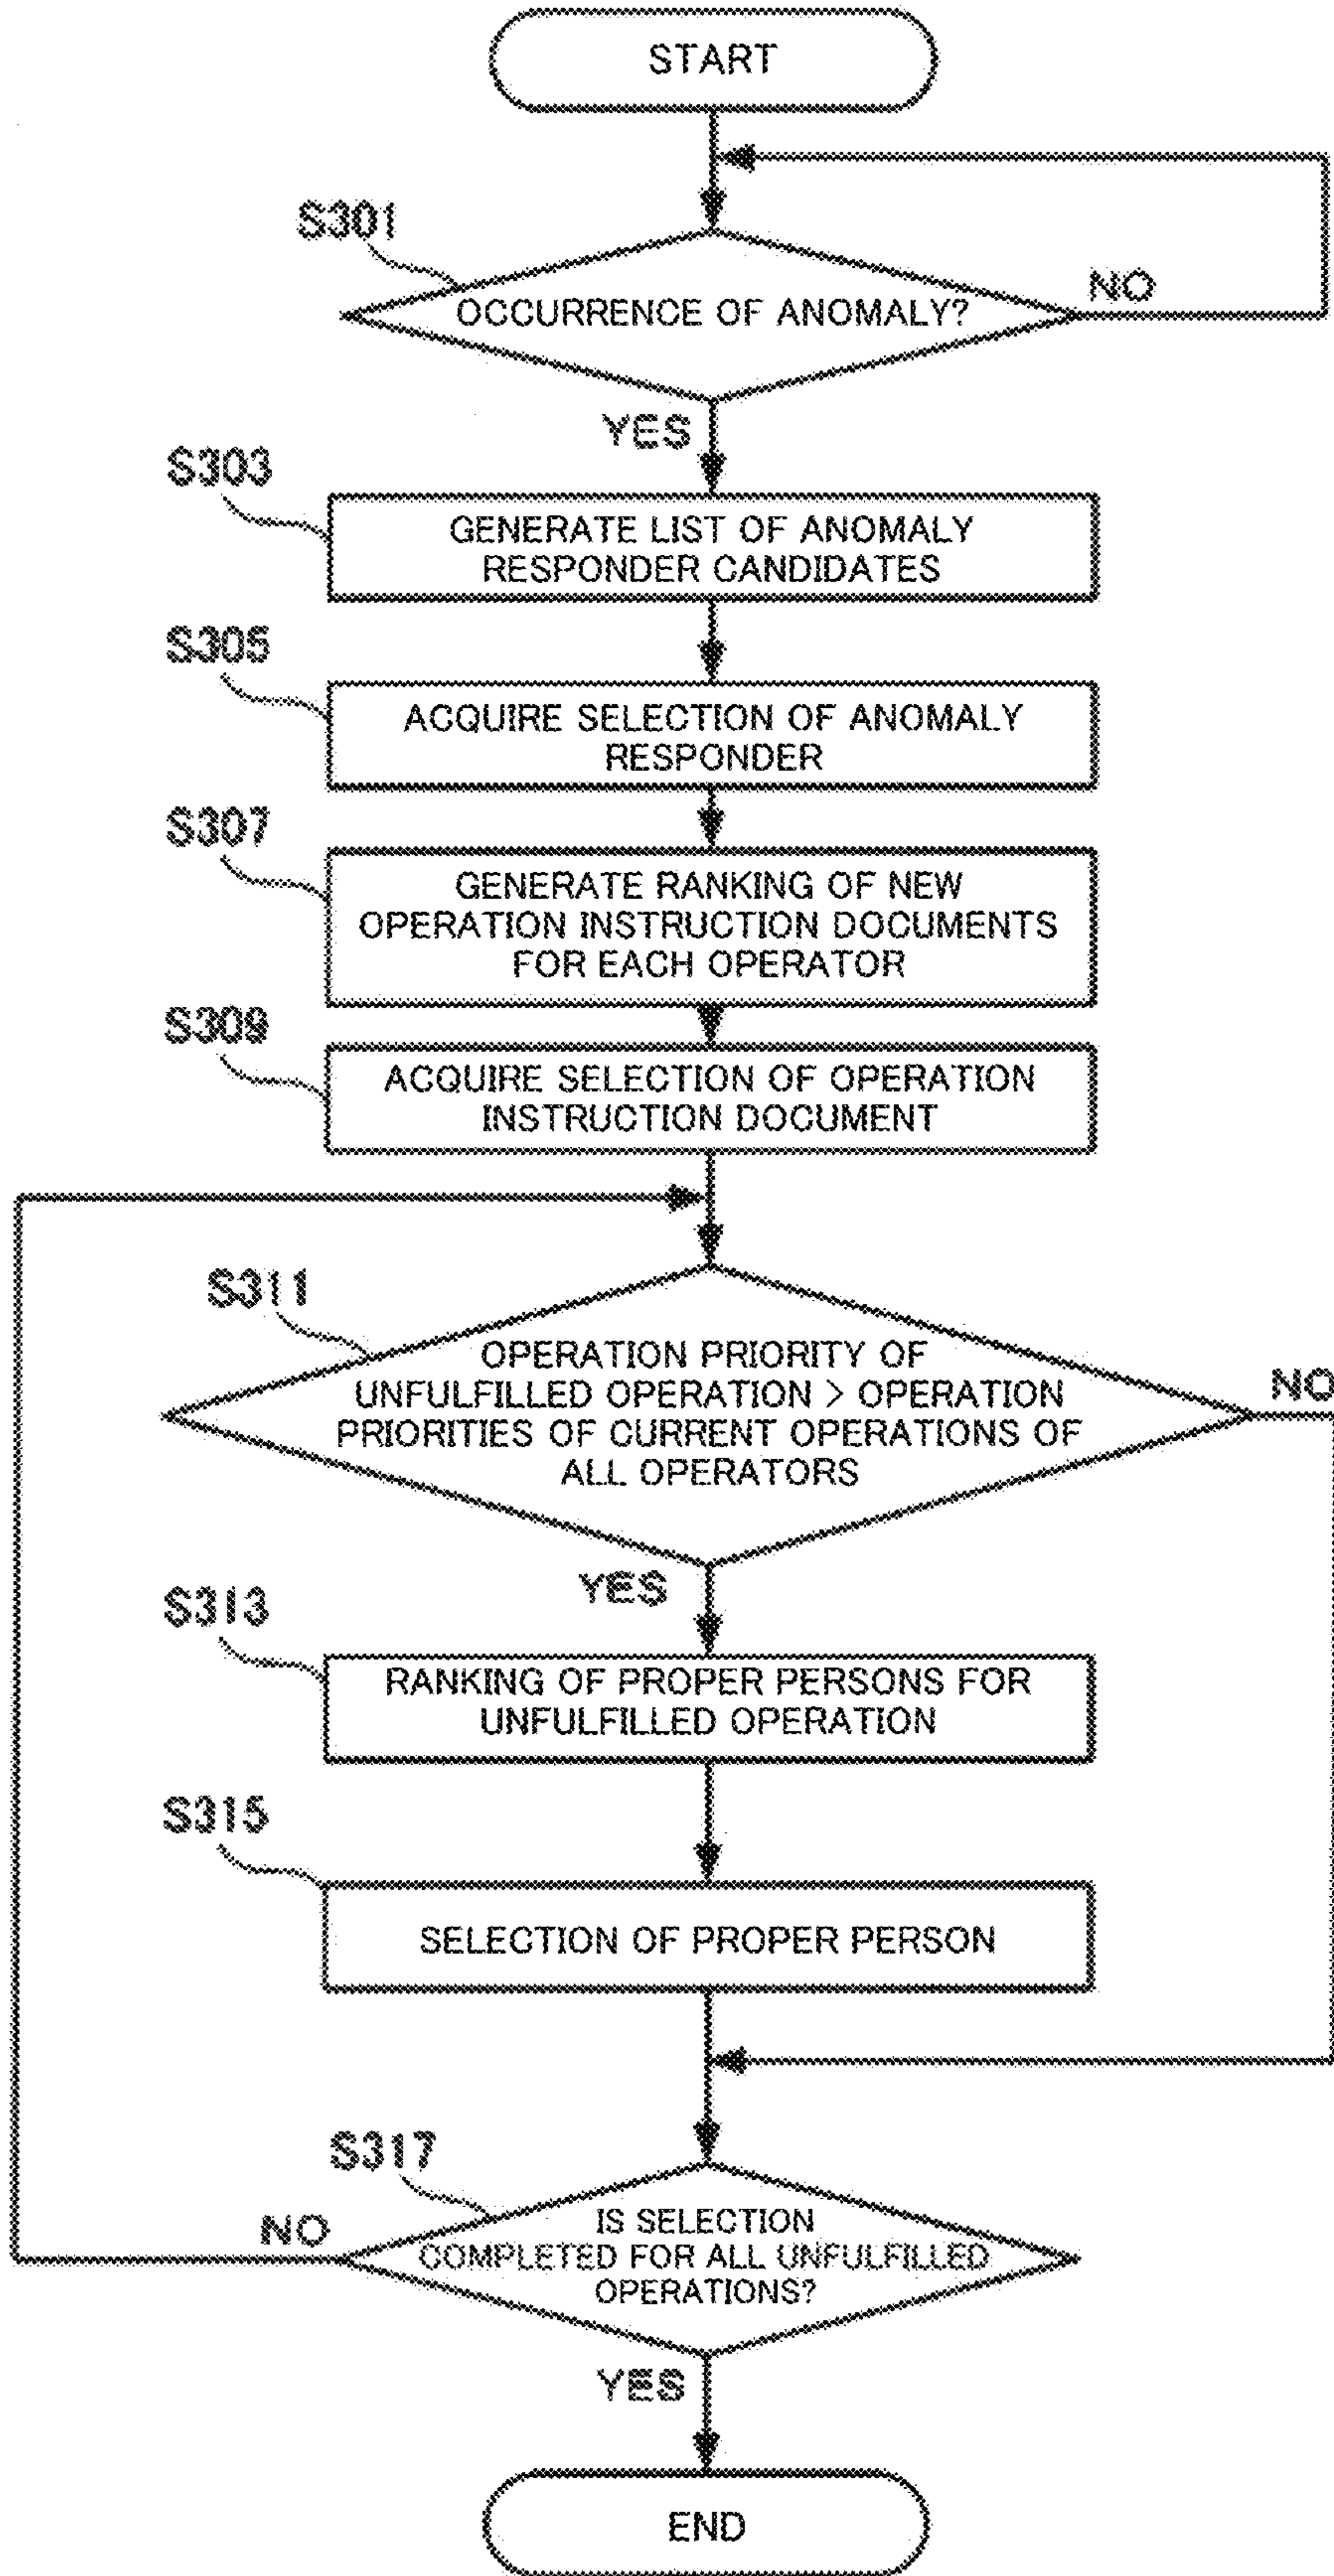 START
S301
OCCURRENCE OF ANOMALY?
NO
YES
S303
GENERATE LIST OF ANOMALY
RESPONDER CANDIDATES
S305
ACQUIRE SELECTION OF ANOMALY
RESPONDER
S307
GENERATE RANKING OF NEW
OPERATION INSTRUCTION DOCUMENTS
FOR EACH OPERATOR
S309
ACQUIRE SELECTION OF OPERATION
INSTRUCTION DOCUMENT
S311
OPERATION PRIORITY OF
UNFULFILLED OPERATION > OPERATION
PRIORITIES OF CURRENT OPERATIONS OF
ALL OPERATORS
NO
YES
S313
RANKING OF PROPER PERSONS FOR
UNFULFILLED OPERATION
S315
SELECTION OF PROPER PERSON
S317
NO
IS SELECTION
COMPLETED FOR ALL UNFULFILLED
OPERATIONS?
YES
END